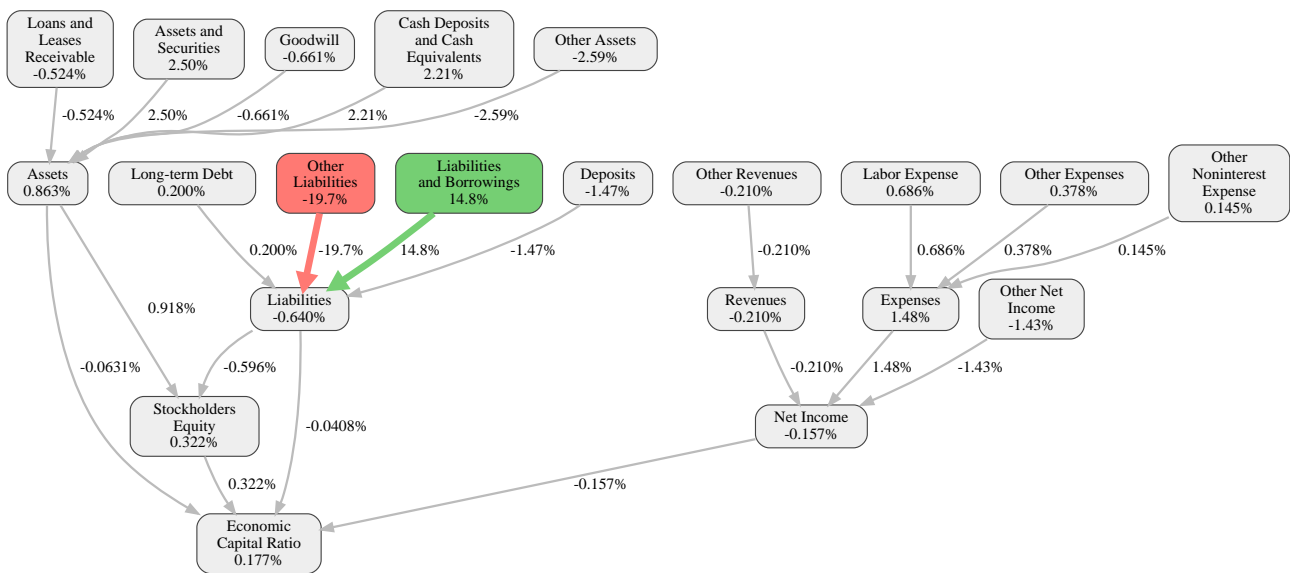 Loans and
Leases
Receivable
-0.524%
Assets and
Securities
2.50%
Goodwill
-0.661%
Cash Deposits
and Cash
Equivalents
2.21%
Other Assets
-2.59%
-0.524%
2.50%
-0.661%
2.21%
-2.59%
Assets
0.863%
Long-term Debt
0.200%
Other
Liabilities
-19.7%
Liabilities
and Borrowings
14.8%
Deposits
-1.47%
Other Revenues
-0.210%
Labor Expense
0.686%
Other Expenses
0.378%
Other
Noninterest
Expense
0.145%
0.200%
-19.7%
14.8%
-1.47%
-0.210%
0.686%
0.378%
0.145%
Liabilities
-0.640%
Revenues
-0.210%
Expenses
1.48%
Other Net
Income
-1.43%
0.918%
-0.0631%
-0.596%
-0.0408%
-0.210%
1.48%
-1.43%
Stockholders
Equity
0.322%
Net Income
-0.157%
0.322%
-0.157%
Economic
Capital Ratio
0.177%